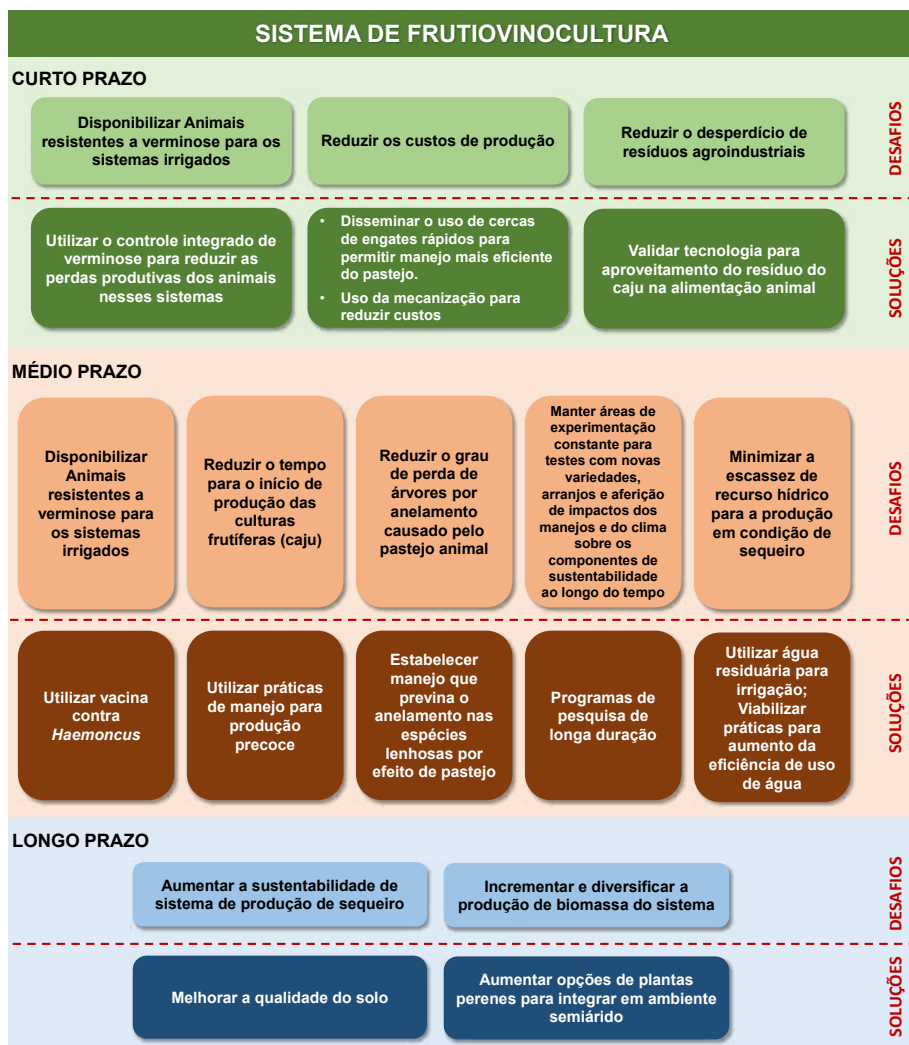 SISTEMA DE FRUTIOVINOCULTURA
CURTO PRAZO
Disponibilizar Animais
resistentes a verminose para os
sistemas irrigados
Reduzir os custos de produção
Reduzir o desperdício de
resíduos agroindustriais
DESAFIOS
Utilizar o controle integrado de
verminose para reduzir as
perdas produtivas dos animais
nesses sistemas
• Disseminar o uso de cercas
de engates rápidos para
permitir manejo mais eficiente
do pastejo.
• Uso da mecanização para
reduzir custos
Validar tecnologia para
aproveitamento do resíduo do
caju na alimentação animal
SOLUÇÕES
MÉDIO PRAZO
Disponibilizar
Animais
resistentes a
verminose para
os sistemas
irrigados
Reduzir o tempo
para o início de
produção das
culturas
frutíferas (caju)
Reduzir o grau
de perda de
árvores por
anelamento
causado pelo
pastejo animal
Manter áreas de
experimentação
constante para
testes com novas
variedades,
arranjos e aferição
de impactos dos
manejos e do clima
sobre os
componentes de
sustentabilidade
ao longo do tempo
Minimizar a
escassez de
recurso hídrico
para a produção
em condição de
sequeiro
DESAFIOS
Utilizar vacina
contra
Haemoncus
Utilizar práticas
de manejo para
produção
precoce
Estabelecer
manejo que
previna o
anelamento nas
espécies
lenhosas por
efeito de pastejo
Programas de
pesquisa de
longa duração
Utilizar água
residuária para
irrigação;
Viabilizar
práticas para
aumento da
eficiência de uso
de água
SOLUÇÕES
LONGO PRAZO
Aumentar a sustentabilidade de
sistema de produção de sequeiro
Incrementar e diversificar a
produção de biomassa do sistema
DESAFIOS
Melhorar a qualidade do solo
Aumentar opções de plantas
perenes para integrar em ambiente
semiárido
SOLUÇÕES